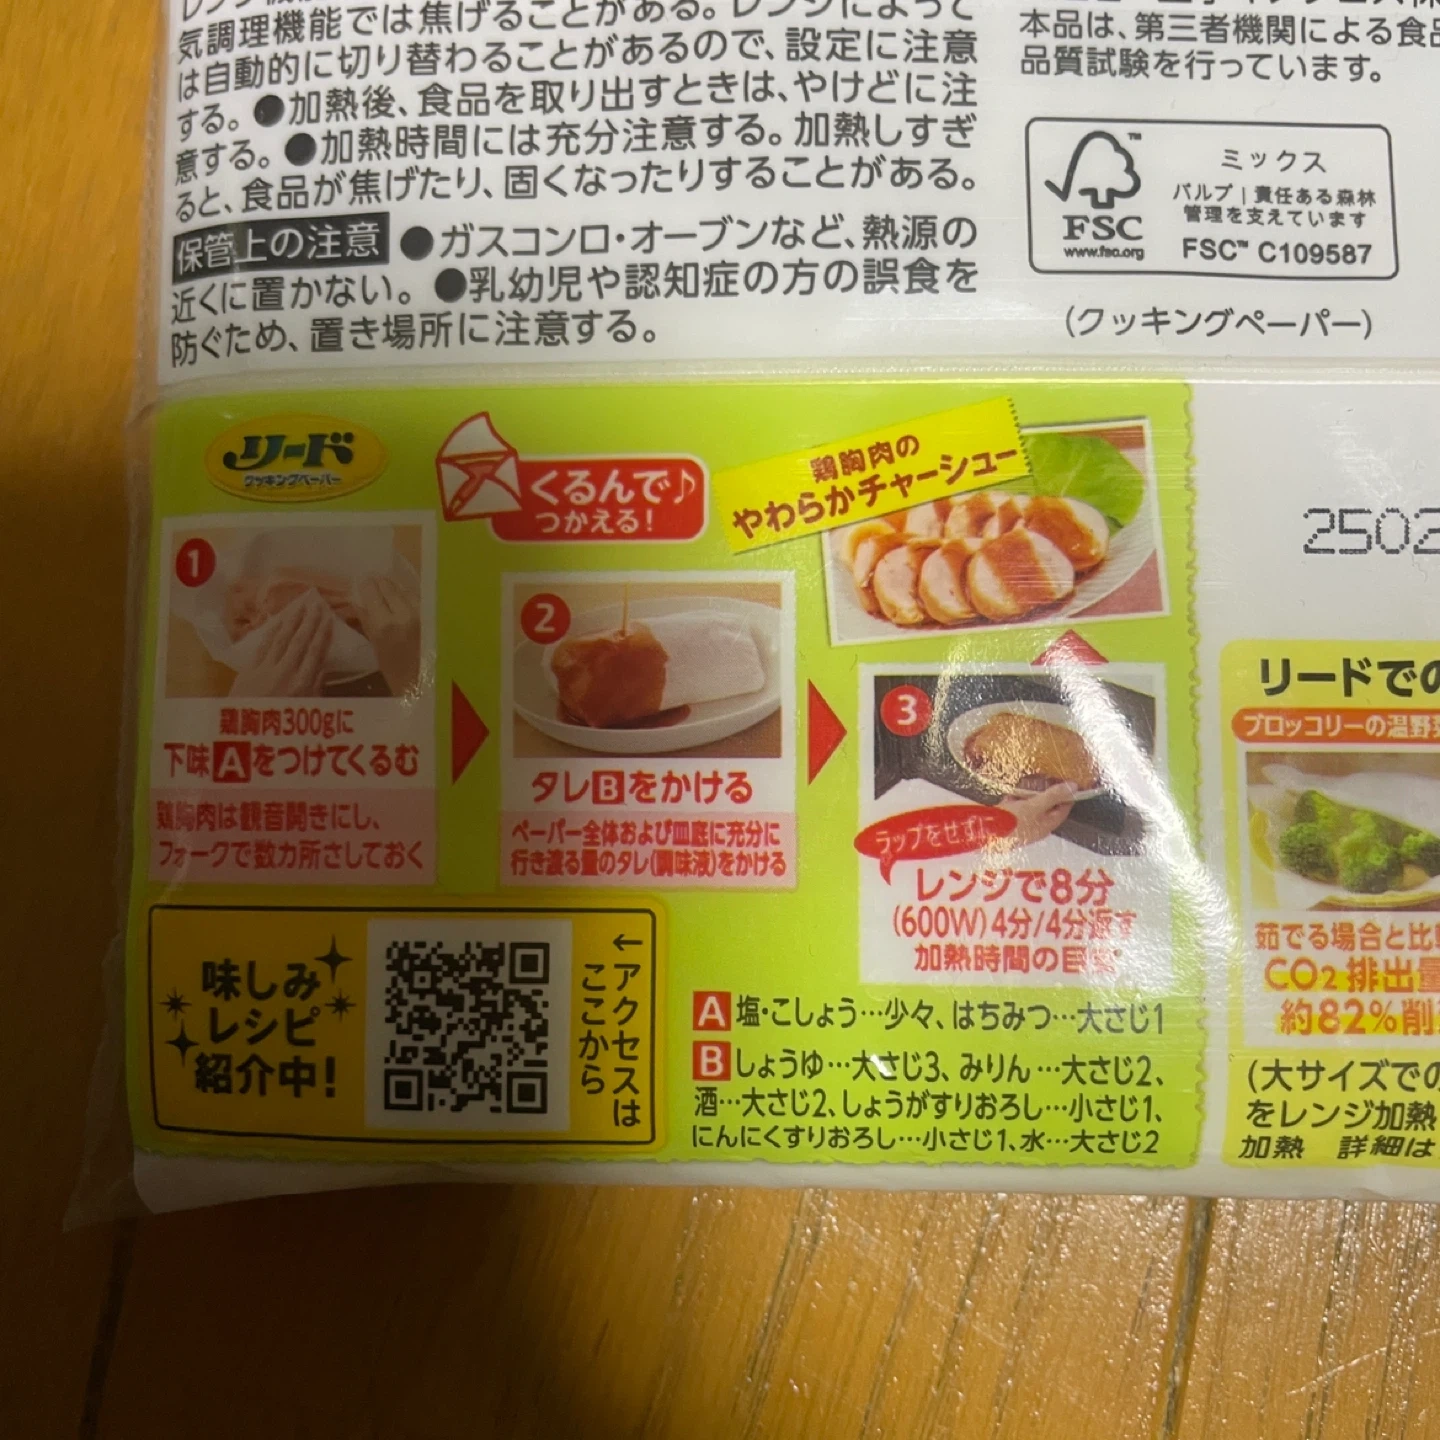 気調理機能では焦げることがある。レンジによって
は自動的に切り替わることがあるので、設定に注意
する。●加熱後、食品を取り出すときは、やけどに注
意する。●加熱時間には充分注意する。加熱しすぎ
ると、食品が焦げたり、固くなったりすることがある。
保管上の注意 ●ガスコンロ・オーブンなど、熱源の
近くに置かない。●乳幼児や認知症の方の誤食を
防ぐため、置き場所に注意する。
本品は、第三者機関による食品
品質試験を行っています。
FSC
www.fsc.org
ミックス
パルプ | 責任ある森林
管理を支えています
FSC™ C109587
(クッキングペーパー)
リード
クッキングペーパー
くるんで♪
つかえる!
鶏胸肉の
やわらかチャーシュー
1
鶏胸肉300gに
下味Aをつけてくるむ
鶏胸肉は観音開きにし、
フォークで数カ所さしておく
2
タレBをかける
ペーパー全体および皿底に充分に
行き渡る量のタレ(調味液)をかける
3
ラップをせずに
レンジで8分
(600W)4分/4分返す
加熱時間の目安
A 塩・こしょう…少々、はちみつ…大さじ1
B しょうゆ…大さじ3、みりん…大さじ2、
酒…大さじ2、しょうがすりおろし…小さじ1、
にんにくすりおろし…小さじ1、水…大さじ2
味しみ
レシピ
紹介中!
←アクセスは
ここから
2502
リードでの
ブロッコリーの温野菜
茹でる場合と比
CO2排出量
約82%削
(大サイズでの
をレンジ加熱
加熱 詳細は